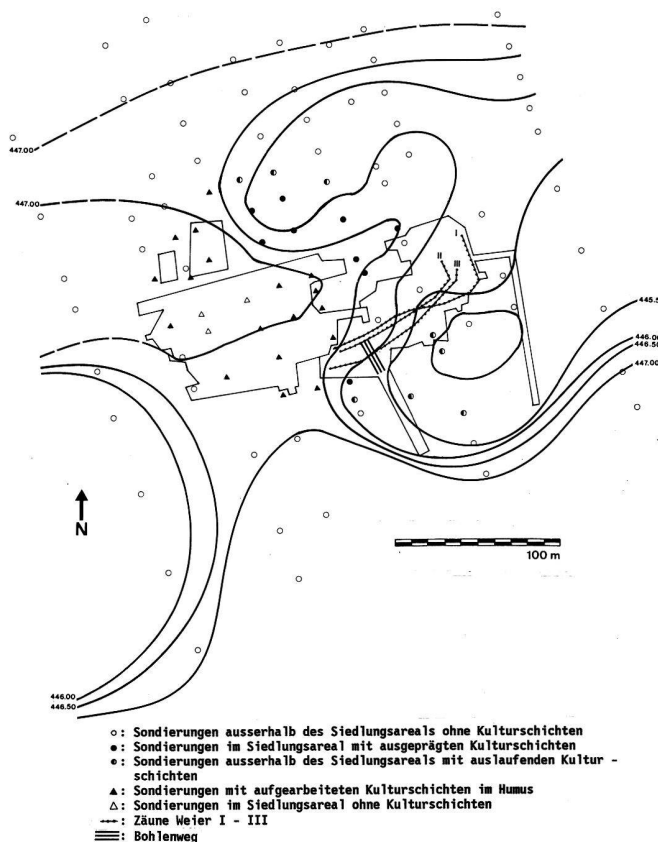 447.00
447.00
I
II
III
445.5
446.00
446.50
447.00
N
100 m
446.00
446.50
○ : Sondierungen ausserhalb des Siedlungsareals ohne Kulturschichten
● : Sondierungen im Siedlungsareal mit ausgeprägten Kulturschichten
◐ : Sondierungen ausserhalb des Siedlungsareals mit auslaufenden Kultur -
schichten
▲ : Sondierungen mit aufgearbeiteten Kulturschichten im Humus
△ : Sondierungen im Siedlungsareal ohne Kulturschichten
: Zäune Weier I - III
: Bohlenweg